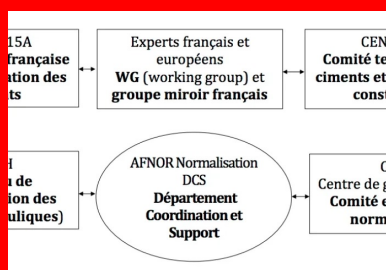 15A
française
ation des
ts
Experts français et
européens
WG (working group) et
groupe miroir français
CEN
Comité te
ciments et
const
H
u de
ion des
uliques)
AFNOR Normalisation
DCS
Département
Coordination et
Support
C
Centre de g
Comité e
norm